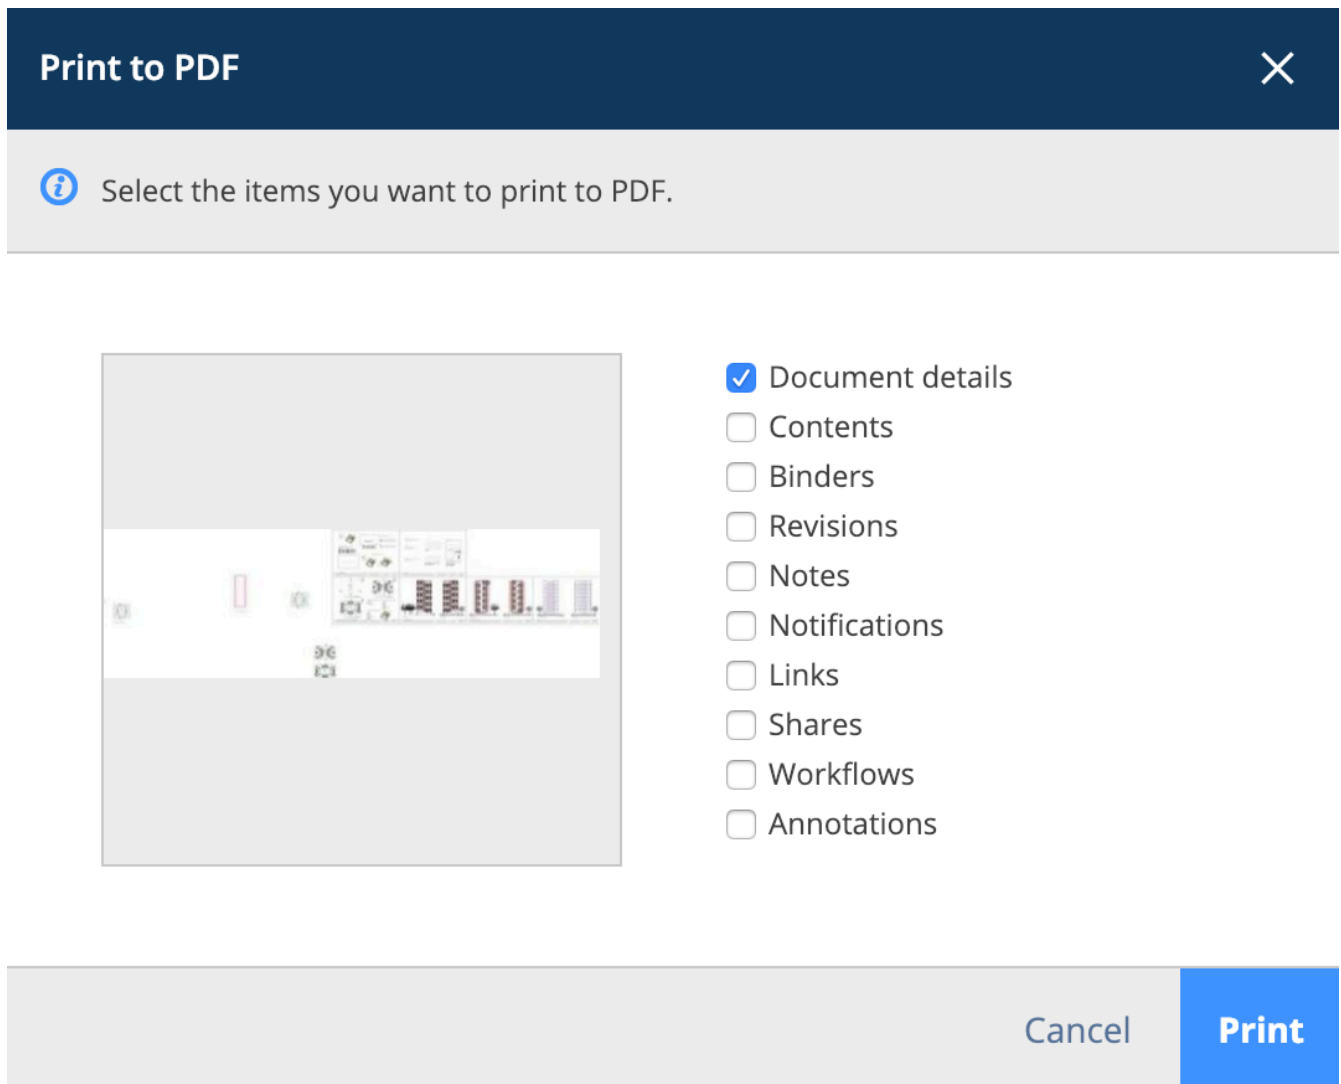 Print to PDF
Select the items you want to print to PDF.
Document details
Contents
Binders
Revisions
Notes
Notifications
Links
Shares
Workflows
Annotations
Cancel
Print